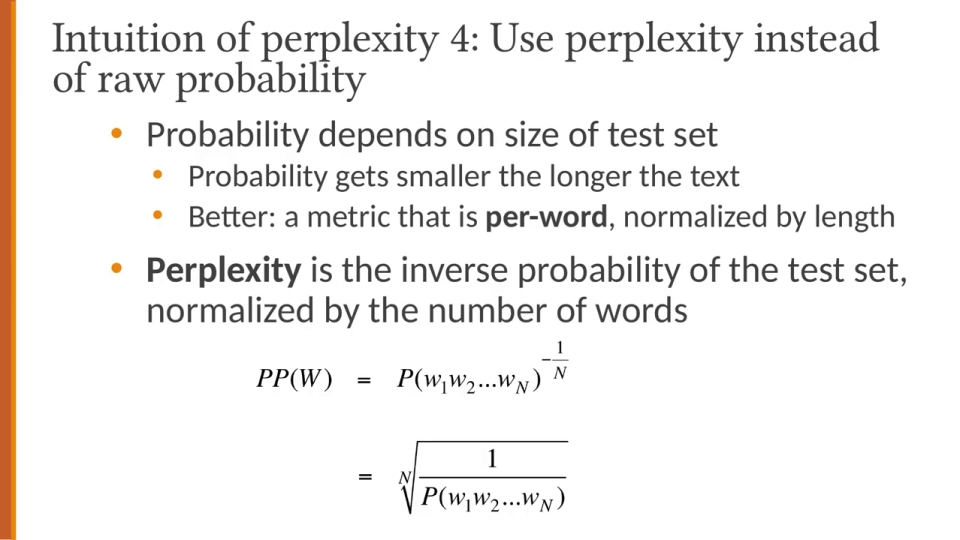 Intuition of perplexity 4: Use perplexity instead
of raw probability
• Probability depends on size of test set
• Probability gets smaller the longer the text
• Better: a metric that is per-word, normalized by length
• Perplexity is the inverse probability of the test set,
normalized by the number of words
PP(W) = P(w₁w₂...w_N)^(-1/N)
= ᴺ√(1/P(w₁w₂...w_N))